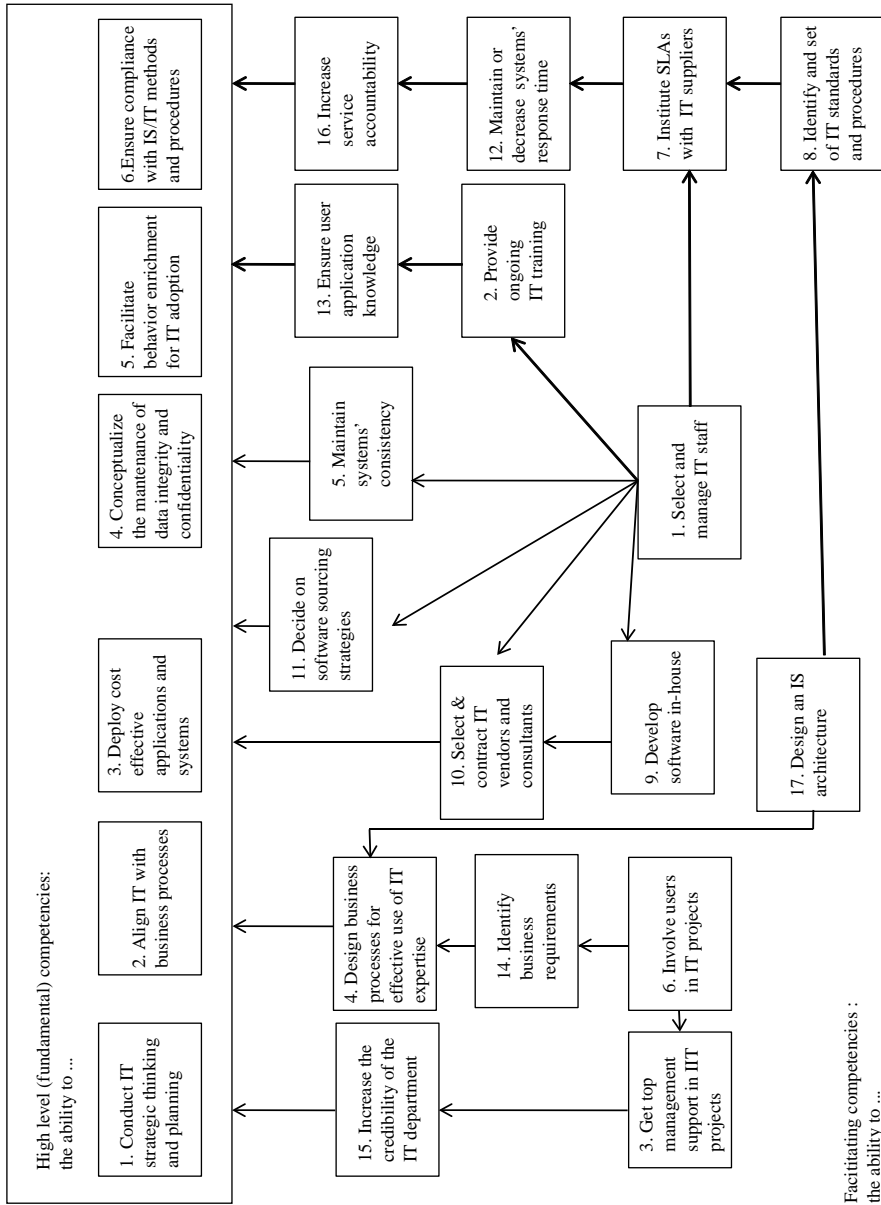 High level (fundamental) competencies:
the ability to ...
1. Conduct IT
strategic thinking
and planning
2. Align IT with
business processes
3. Deploy cost
effective
applications and
systems
4. Conceptualize
the mantenance of
data integrity and
confidentiality
5. Facilitate
behavior enrichment
for IT adoption
6.Ensure compliance
with IS/IT methods
and procedures
15. Increase the
credibility of the
IT department
4. Design business
processes for
effective use of IT
expertise
10. Select &
contract IT
vendors and
consultants
11. Decide on
software sourcing
strategies
5. Maintain
systems'
consistency
13. Ensure user
application
knowledge
16. Increase
service
accountability
14. Identify
business
requirements
2. Provide
ongoing
IT training
12. Maintain or
decrease systems'
response time
3. Get top
management
support in IIT
projects
6. Involve users
in IT projects
9. Develop
software in-house
1. Select and
manage IT staff
7. Institute SLAs
with IT suppliers
17. Design an IS
architecture
8. Identify and set
of IT standards
and procedures
Facititating competencies :
the ability to ...